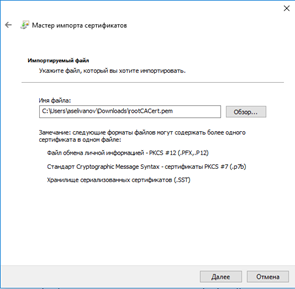 Мастер импорта сертификатов
Импортируемый файл
Укажите файл, который вы хотите импортировать.
Имя файла:
C:\Users\aselivanov\Downloads\rootCACert.pem
Обзор...
Замечание: следующие форматы файлов могут содержать более одного
сертификата в одном файле:
Файл обмена личной информацией - PKCS #12 (.PFX,.P12)
Стандарт Cryptographic Message Syntax - сертификаты PKCS #7 (.p7b)
Хранилище сериализованных сертификатов (.SST)
Далее
Отмена